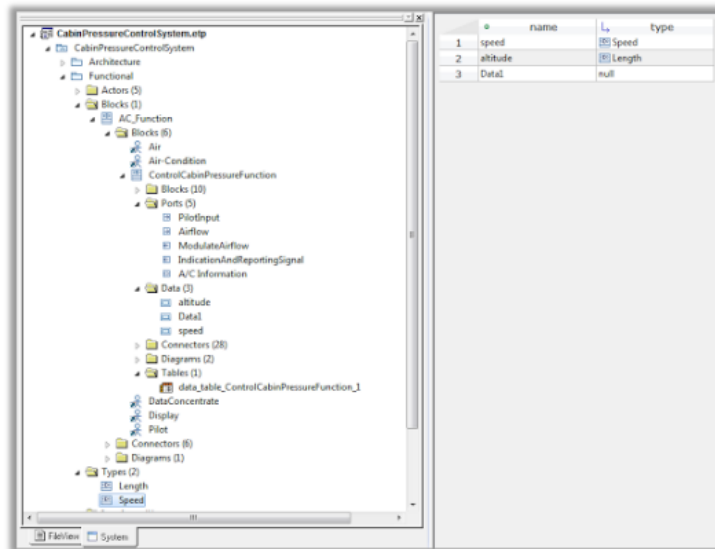 CabinPressureControlSystem.etp
CabinPressureControlSystem
Architecture
Functional
Actors (5)
Blocks (1)
AC_Function
Blocks (6)
Air
Air-Condition
ControlCabinPressureFunction
Blocks (10)
Ports (5)
PilotInput
Airflow
ModulateAirflow
IndicationAndReportingSignal
A/C Information
Data (3)
altitude
Data1
speed
Connectors (28)
Diagrams (2)
Tables (1)
data_table_ControlCabinPressureFunction_1
DataConcentrate
Display
Pilot
Connectors (6)
Diagrams (1)
Types (2)
Length
Speed
FileView System
name type
1 speed Speed
2 altitude Length
3 Data1 null